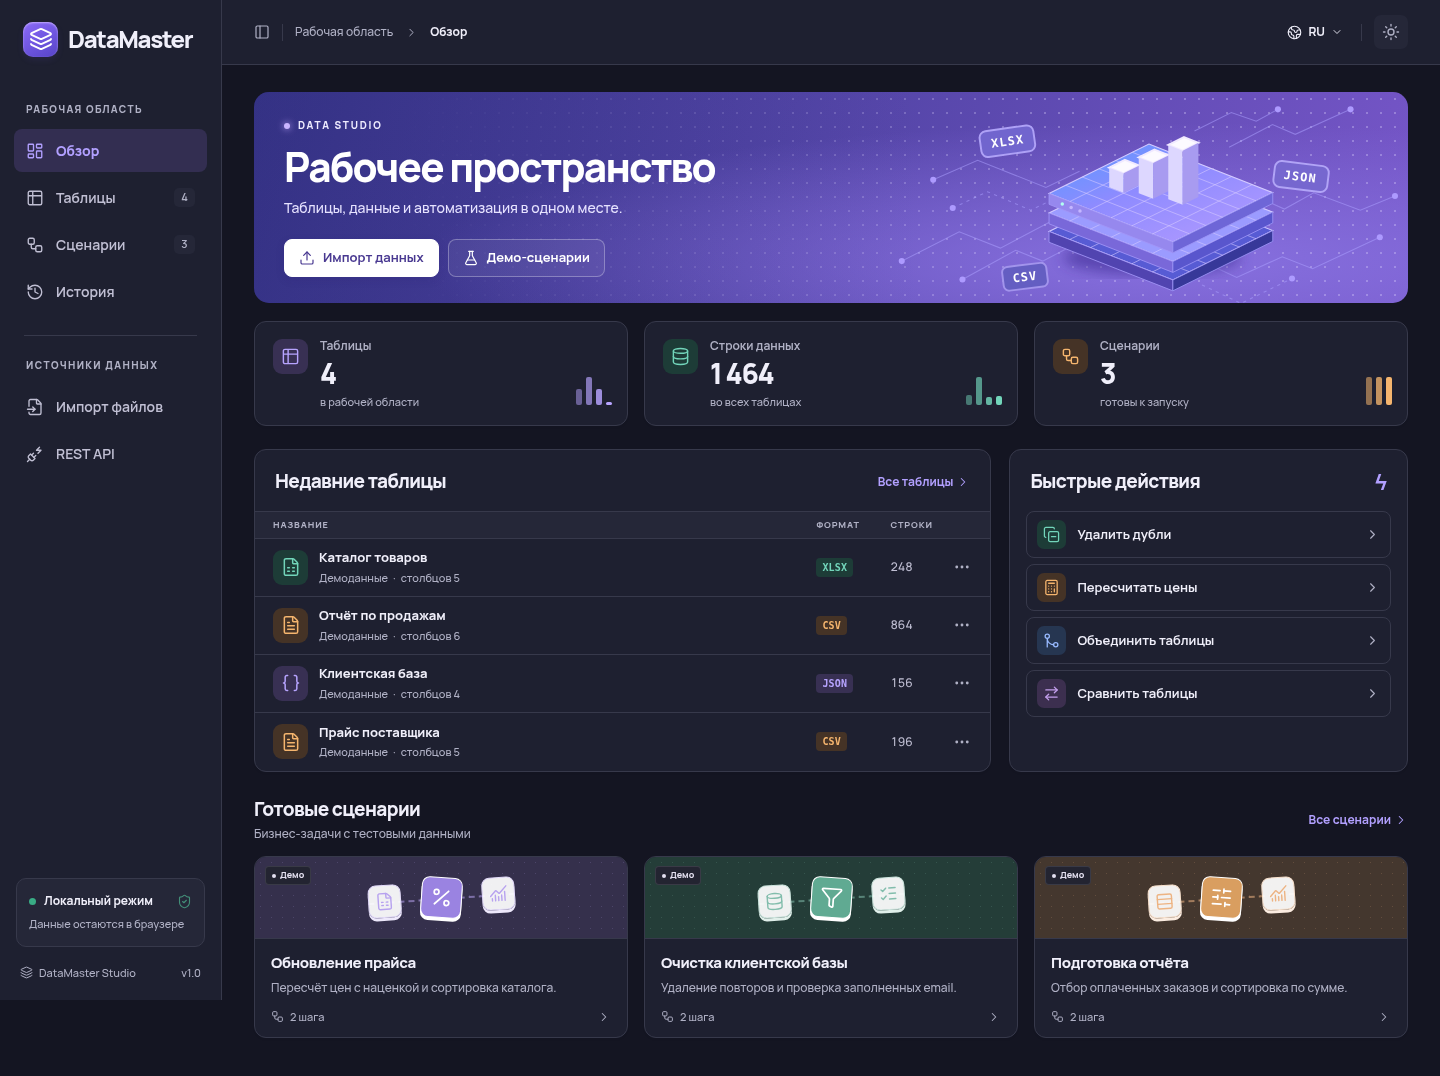 DataMaster
РАБОЧАЯ ОБЛАСТЬ
Обзор
Таблицы 4
Сценарии 3
История
ИСТОЧНИКИ ДАННЫХ
Импорт файлов
REST API
Локальный режим
Данные остаются в браузере
DataMaster Studio v1.0
Рабочая область Обзор
RU
DATA STUDIO
Рабочее пространство
Таблицы, данные и автоматизация в одном месте.
Импорт данных Демо-сценарии
XLSX
JSON
CSV
Таблицы
4
в рабочей области
Строки данных
1 464
во всех таблицах
Сценарии
3
готовы к запуску
Недавние таблицы Все таблицы
НАЗВАНИЕ ФОРМАТ СТРОКИ
Каталог товаров
Демоданные · столбцов 5
XLSX 248
Отчёт по продажам
Демоданные · столбцов 6
CSV 864
Клиентская база
Демоданные · столбцов 4
JSON 156
Прайс поставщика
Демоданные · столбцов 5
CSV 196
Быстрые действия
Удалить дубли
Пересчитать цены
Объединить таблицы
Сравнить таблицы
Готовые сценарии
Бизнес-задачи с тестовыми данными
Все сценарии
Демо
Обновление прайса
Пересчёт цен с наценкой и сортировка каталога.
2 шага
Демо
Очистка клиентской базы
Удаление повторов и проверка заполненных email.
2 шага
Демо
Подготовка отчёта
Отбор оплаченных заказов и сортировка по сумме.
2 шага